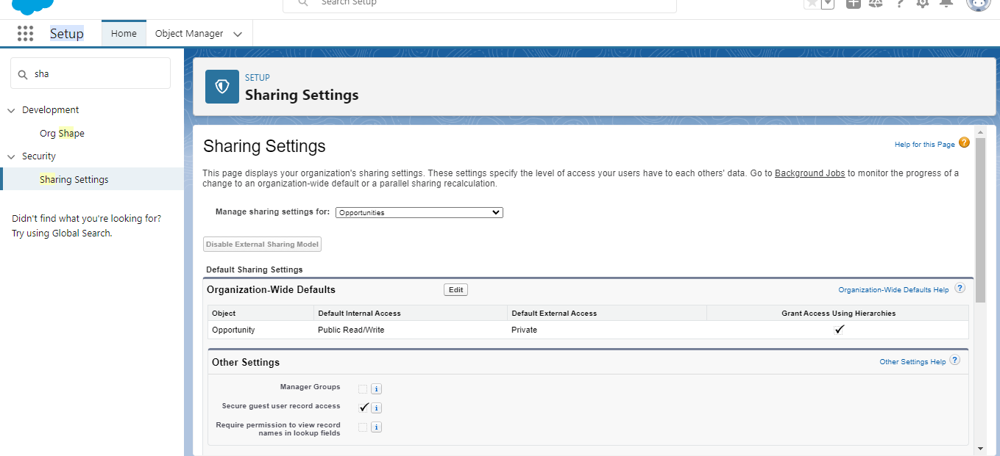 Search Setup
Setup
Home
Object Manager
sha
Development
Org Shape
Security
Sharing Settings
Didn't find what you're looking for?
Try using Global Search.
SETUP
Sharing Settings
Sharing Settings
Help for this Page ?
This page displays your organization's sharing settings. These settings specify the level of access your users have to each others' data. Go to Background Jobs to monitor the progress of a
change to an organization-wide default or a parallel sharing recalculation.
Manage sharing settings for: Opportunities
Disable External Sharing Model
Default Sharing Settings
Organization-Wide Defaults Edit Organization-Wide Defaults Help ?
Object Default Internal Access Default External Access Grant Access Using Hierarchies
Opportunity Public Read/Write Private
Other Settings Other Settings Help ?
Manager Groups i
Secure guest user record access i
Require permission to view record i
names in lookup fields